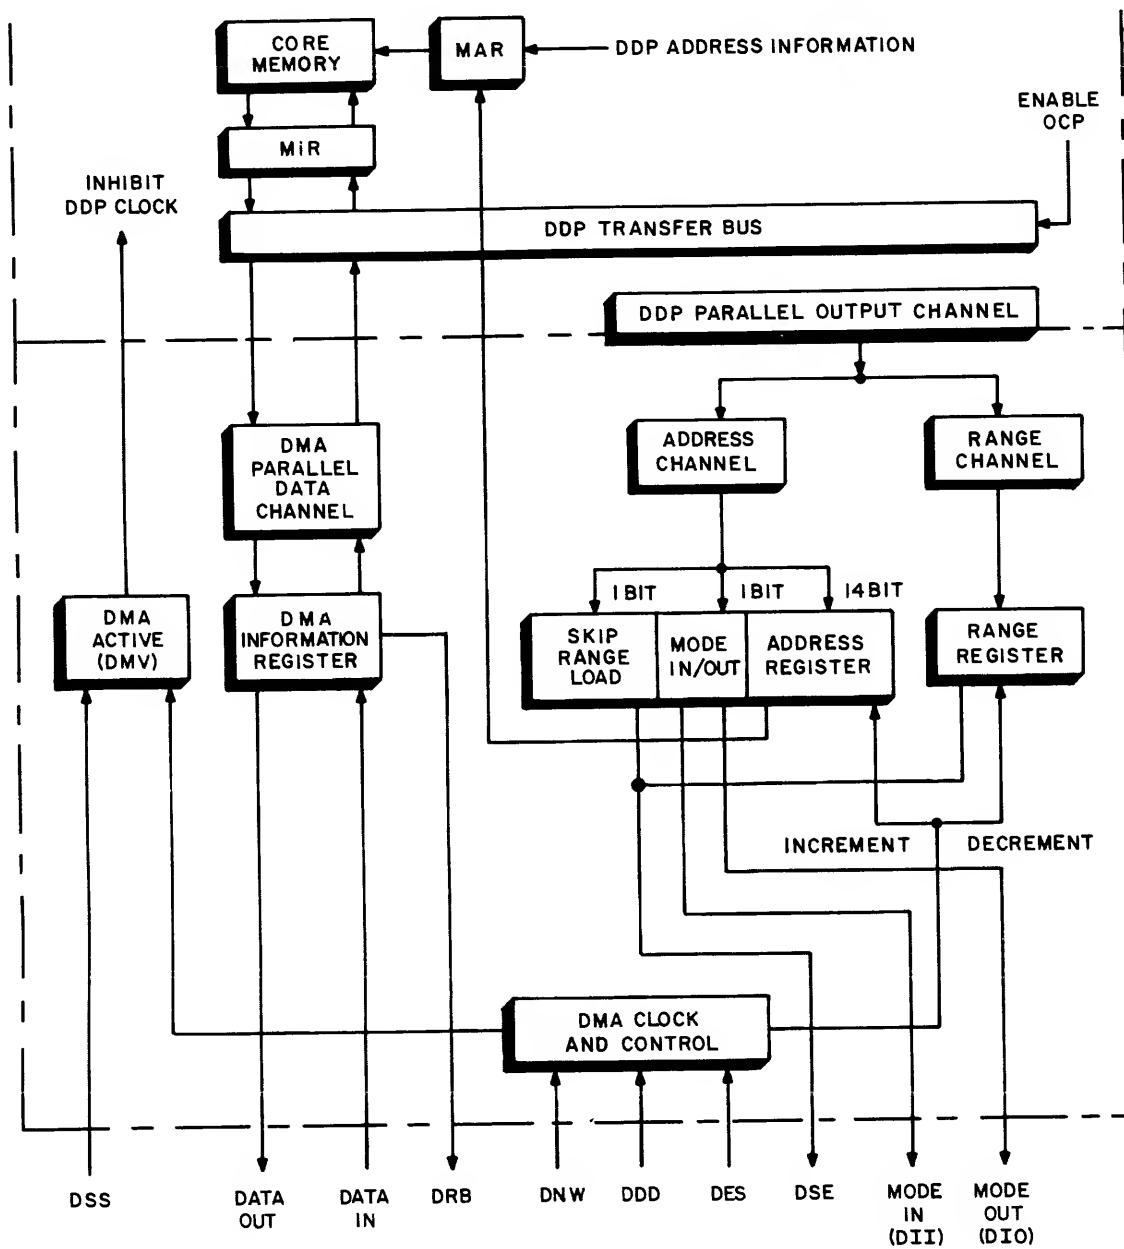 CORE
MEMORY
MAR
DDP ADDRESS INFORMATION
ENABLE
OCP
MiR
INHIBIT
DDP CLOCK
DDP TRANSFER BUS
DDP PARALLEL OUTPUT CHANNEL
DMA
PARALLEL
DATA
CHANNEL
ADDRESS
CHANNEL
RANGE
CHANNEL
1 BIT
1 BIT
14 BIT
DMA
ACTIVE
(DMV)
DMA
INFORMATION
REGISTER
SKIP
RANGE
LOAD
MODE
IN/OUT
ADDRESS
REGISTER
RANGE
REGISTER
INCREMENT
DECREMENT
DMA CLOCK
AND CONTROL
DSS
DATA
OUT
DATA
IN
DRB
DNW
DDD
DES
DSE
MODE
IN
(DII)
MODE
OUT
(DIO)